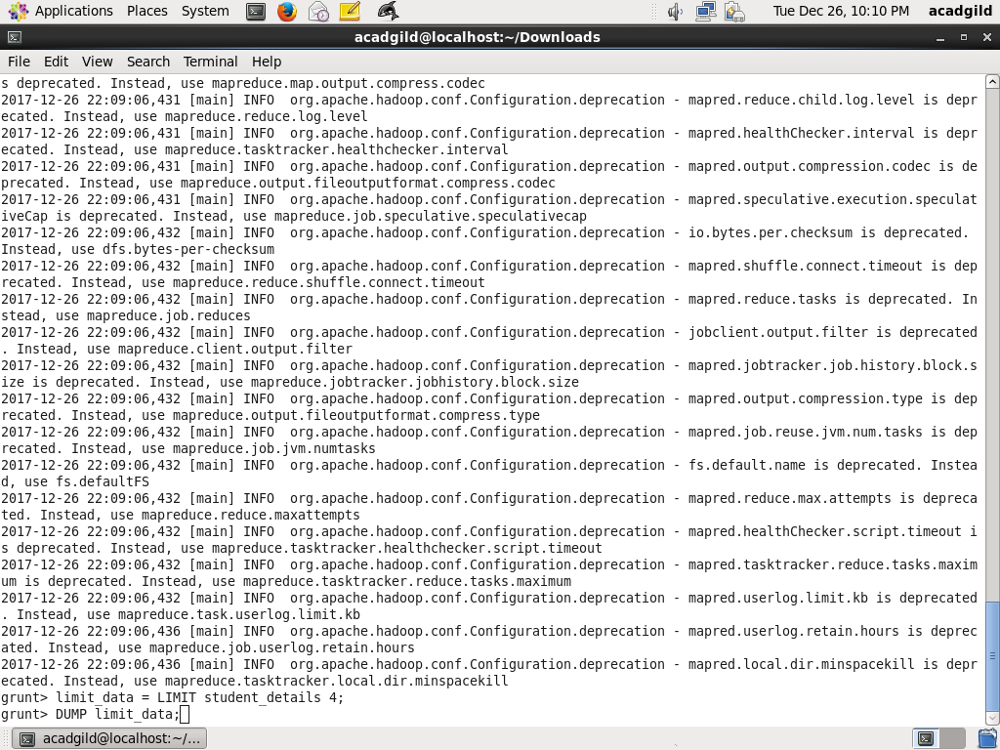 Applications Places System Tue Dec 26, 10:10 PM acadgild
acadgild@localhost:~/Downloads
File Edit View Search Terminal Help
s deprecated. Instead, use mapreduce.map.output.compress.codec
2017-12-26 22:09:06,431 [main] INFO  org.apache.hadoop.conf.Configuration.deprecation - mapred.reduce.child.log.level is depr
ecated. Instead, use mapreduce.reduce.log.level
2017-12-26 22:09:06,431 [main] INFO  org.apache.hadoop.conf.Configuration.deprecation - mapred.healthChecker.interval is depr
ecated. Instead, use mapreduce.tasktracker.healthchecker.interval
2017-12-26 22:09:06,431 [main] INFO  org.apache.hadoop.conf.Configuration.deprecation - mapred.output.compression.codec is de
precated. Instead, use mapreduce.output.fileoutputformat.compress.codec
2017-12-26 22:09:06,431 [main] INFO  org.apache.hadoop.conf.Configuration.deprecation - mapred.speculative.execution.speculat
iveCap is deprecated. Instead, use mapreduce.job.speculative.speculativecap
2017-12-26 22:09:06,432 [main] INFO  org.apache.hadoop.conf.Configuration.deprecation - io.bytes.per.checksum is deprecated.
Instead, use dfs.bytes-per-checksum
2017-12-26 22:09:06,432 [main] INFO  org.apache.hadoop.conf.Configuration.deprecation - mapred.shuffle.connect.timeout is dep
recated. Instead, use mapreduce.reduce.shuffle.connect.timeout
2017-12-26 22:09:06,432 [main] INFO  org.apache.hadoop.conf.Configuration.deprecation - mapred.reduce.tasks is deprecated. In
stead, use mapreduce.job.reduces
2017-12-26 22:09:06,432 [main] INFO  org.apache.hadoop.conf.Configuration.deprecation - jobclient.output.filter is deprecated
. Instead, use mapreduce.client.output.filter
2017-12-26 22:09:06,432 [main] INFO  org.apache.hadoop.conf.Configuration.deprecation - mapred.jobtracker.job.history.block.s
ize is deprecated. Instead, use mapreduce.jobtracker.jobhistory.block.size
2017-12-26 22:09:06,432 [main] INFO  org.apache.hadoop.conf.Configuration.deprecation - mapred.output.compression.type is dep
recated. Instead, use mapreduce.output.fileoutputformat.compress.type
2017-12-26 22:09:06,432 [main] INFO  org.apache.hadoop.conf.Configuration.deprecation - mapred.job.reuse.jvm.num.tasks is dep
recated. Instead, use mapreduce.job.jvm.numtasks
2017-12-26 22:09:06,432 [main] INFO  org.apache.hadoop.conf.Configuration.deprecation - fs.default.name is deprecated. Instea
d, use fs.defaultFS
2017-12-26 22:09:06,432 [main] INFO  org.apache.hadoop.conf.Configuration.deprecation - mapred.reduce.max.attempts is depreca
ted. Instead, use mapreduce.reduce.maxattempts
2017-12-26 22:09:06,432 [main] INFO  org.apache.hadoop.conf.Configuration.deprecation - mapred.healthChecker.script.timeout i
s deprecated. Instead, use mapreduce.tasktracker.healthchecker.script.timeout
2017-12-26 22:09:06,432 [main] INFO  org.apache.hadoop.conf.Configuration.deprecation - mapred.tasktracker.reduce.tasks.maxim
um is deprecated. Instead, use mapreduce.tasktracker.reduce.tasks.maximum
2017-12-26 22:09:06,432 [main] INFO  org.apache.hadoop.conf.Configuration.deprecation - mapred.userlog.limit.kb is deprecated
. Instead, use mapreduce.task.userlog.limit.kb
2017-12-26 22:09:06,436 [main] INFO  org.apache.hadoop.conf.Configuration.deprecation - mapred.userlog.retain.hours is deprec
ated. Instead, use mapreduce.job.userlog.retain.hours
2017-12-26 22:09:06,436 [main] INFO  org.apache.hadoop.conf.Configuration.deprecation - mapred.local.dir.minspacekill is depr
ecated. Instead, use mapreduce.tasktracker.local.dir.minspacekill
grunt> limit_data = LIMIT student_details 4;
grunt> DUMP limit_data;
acadgild@localhost:~/...